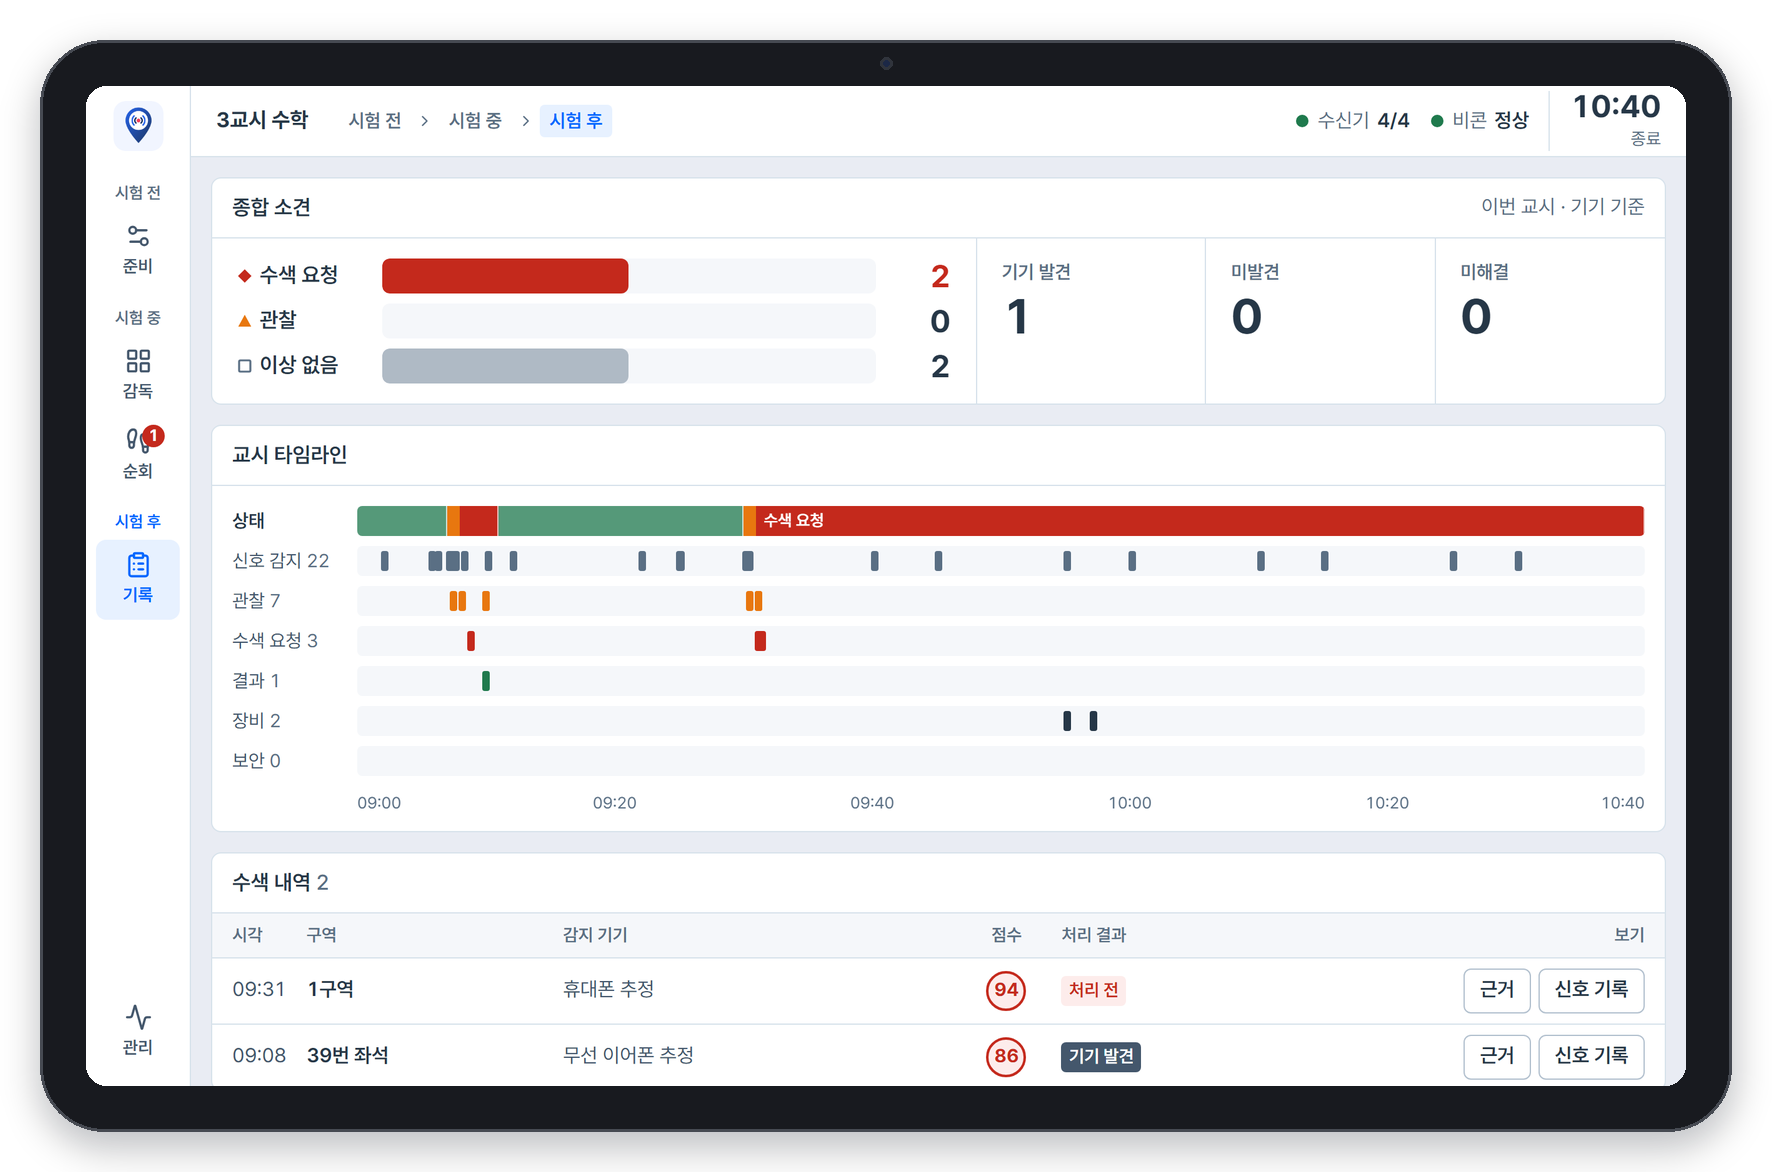 3교시 수학
시험 전 > 시험 중 > 시험 후
수신기 4/4
비콘 정상
10:40
종료
시험 전
준비
시험 중
감독
1
순회
시험 후
기록
관리
종합 소견
이번 교시 · 기기 기준
수색 요청 2
관찰 0
이상 없음 2
기기 발견
1
미발견
0
미해결
0
교시 타임라인
상태 수색 요청
신호 감지 22
관찰 7
수색 요청 3
결과 1
장비 2
보안 0
09:00 09:20 09:40 10:00 10:20 10:40
수색 내역 2
시각 구역 감지 기기 점수 처리 결과 보기
09:31 1구역 휴대폰 추정 94 처리 전 근거 신호 기록
09:08 39번 좌석 무선 이어폰 추정 86 기기 발견 근거 신호 기록